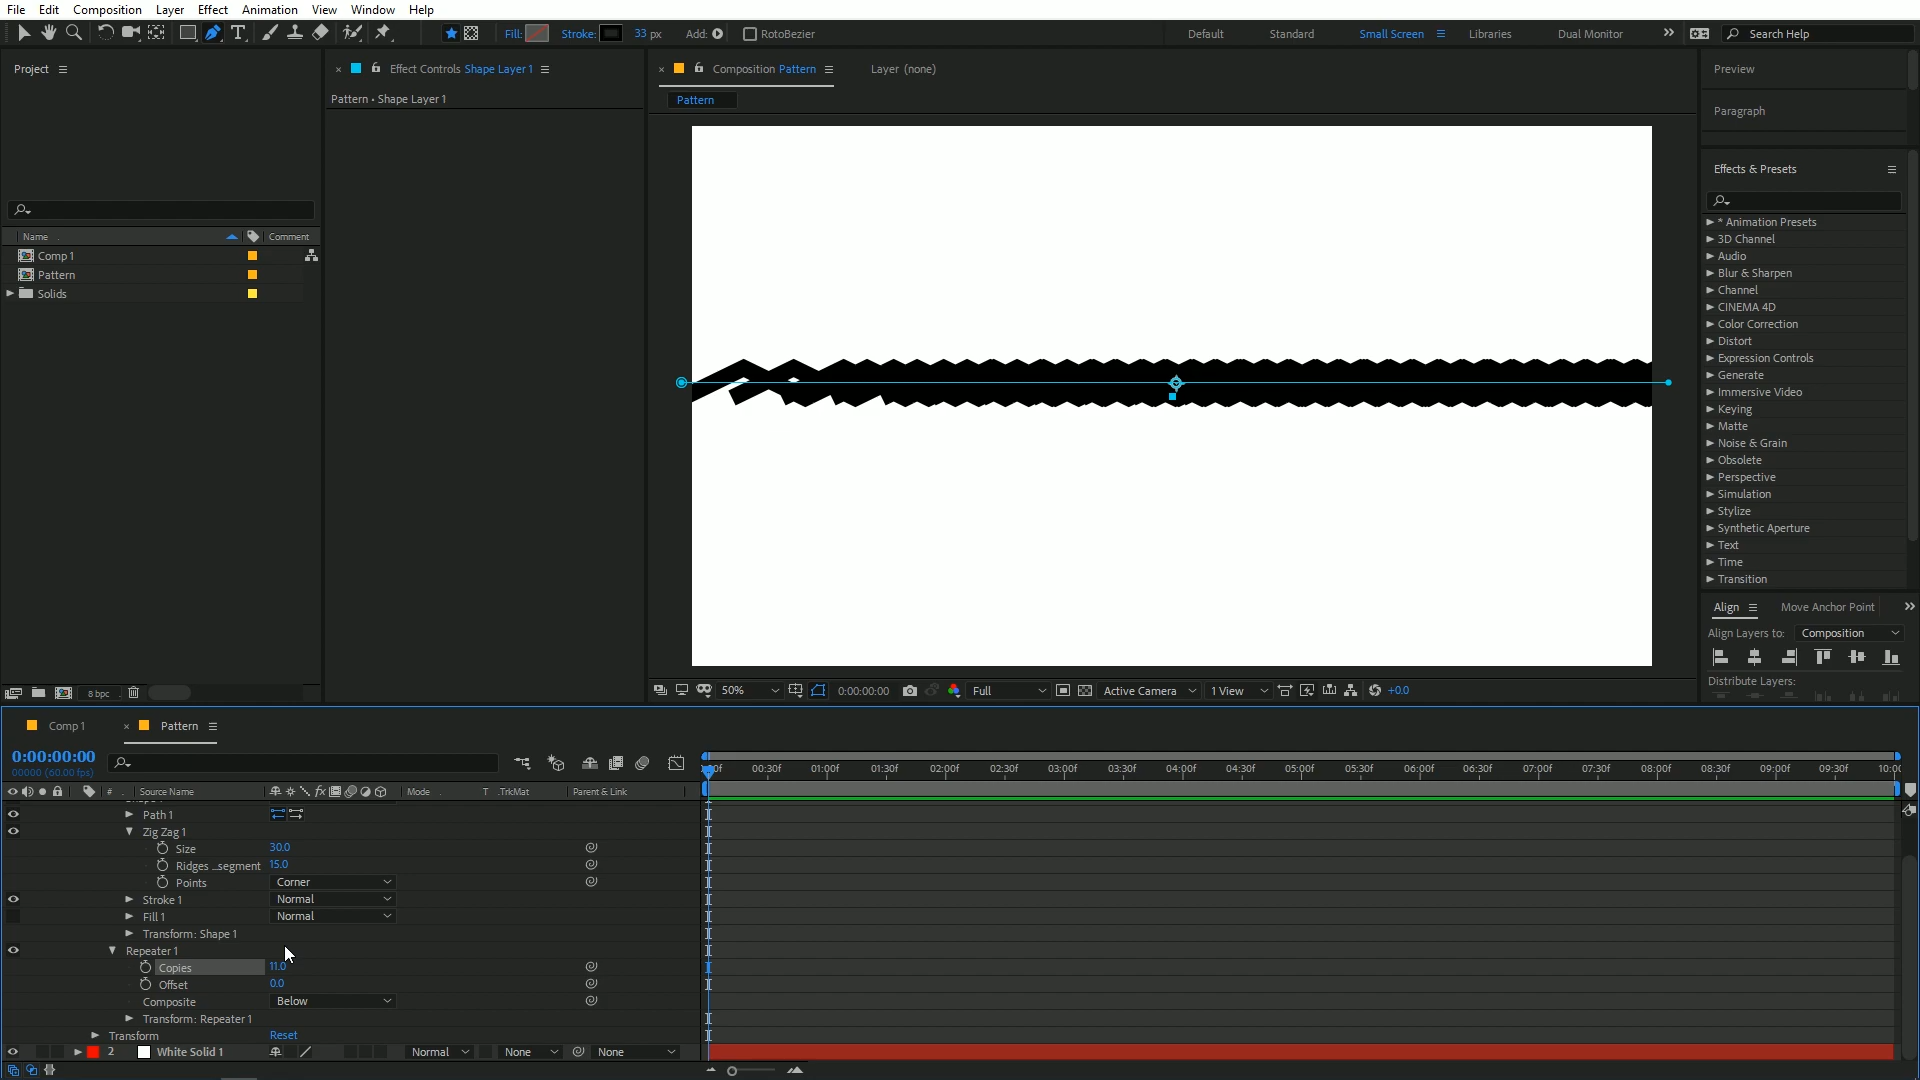 File Edit Composition Layer Effect Animation View Window Help
Fill: Stroke: 33 px Add: RotoBezier Default Standard Small Screen Libraries Dual Monitor Search Help
Project
Effect Controls Shape Layer 1
Composition Pattern
Layer (none)
Preview
Pattern • Shape Layer 1
Pattern
Paragraph
Effects & Presets
Name
Comment
Comp 1
Pattern
Solids
* Animation Presets
3D Channel
Audio
Blur & Sharpen
Channel
CINEMA 4D
Color Correction
Distort
Expression Controls
Generate
Immersive Video
Keying
Matte
Noise & Grain
Obsolete
Perspective
Simulation
Stylize
Synthetic Aperture
Text
Time
Transition
Align
Move Anchor Point
Align Layers to: Composition
Distribute Layers:
8 bpc
50% 0:00:00:00 Full Active Camera 1 View +0.0
Comp 1
Pattern
0:00:00:00
00000 (60.00 fps)
00:30f 01:00f 01:30f 02:00f 02:30f 03:00f 03:30f 04:00f 04:30f 05:00f 05:30f 06:00f 06:30f 07:00f 07:30f 08:00f 08:30f 09:00f 09:30f 10:0
# Source Name Mode T .TrkMat Parent & Link
Path 1
Zig Zag 1
Size 30.0
Ridges ...segment 15.0
Points Corner
Stroke 1 Normal
Fill 1 Normal
Transform: Shape 1
Repeater 1
Copies 11.0
Offset 0.0
Composite Below
Transform: Repeater 1
Transform Reset
2 White Solid 1 Normal None None